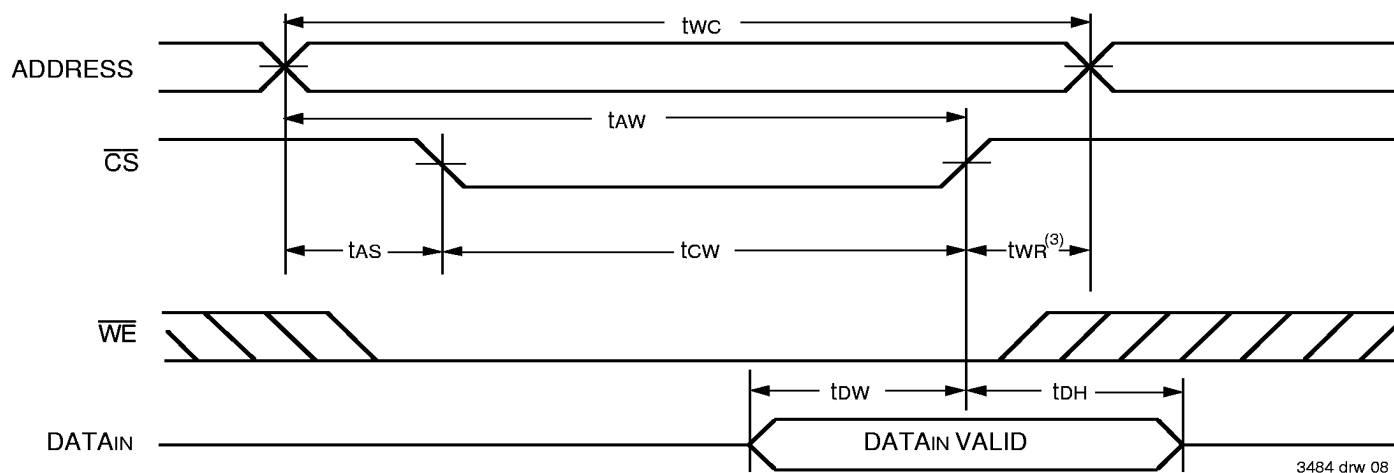 tWC
ADDRESS
tAW
CS
tAS tCW tWR(3)
WE
tDW tDH
DATAIN DATAIN VALID
3484 drw 08